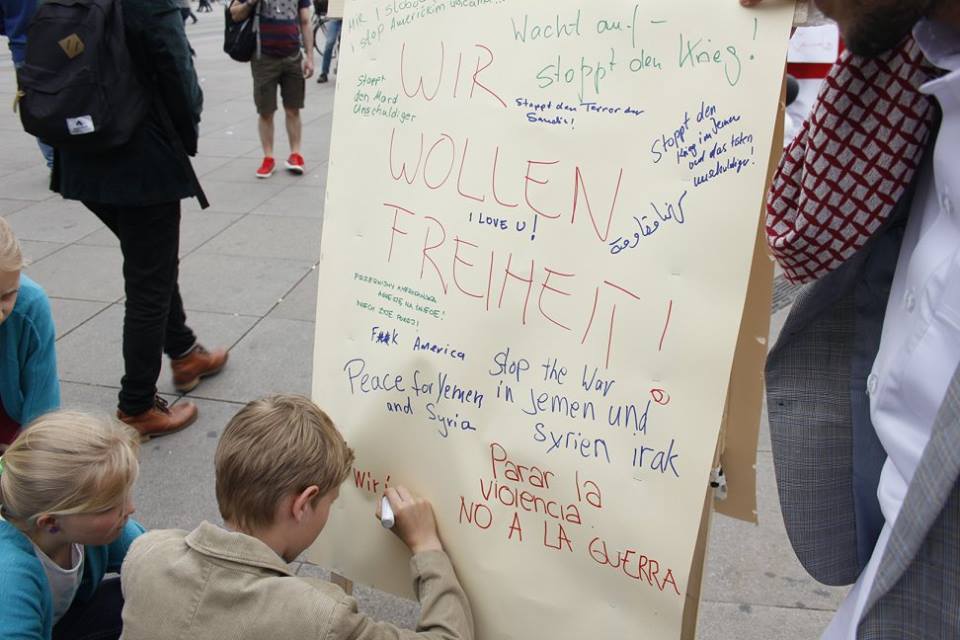 Wacht auf -
stoppt den Krieg!
WIR
Stoppt
den Mord
Unschuldiger
Stoppt den Terror der
Saudis!
Stoppt den
Krieg im Jemen
und das töten
unschuldiger!
WOLLEN
I LOVE U!
FREIHEIT!
F**k America
Peace for Yemen
and Syria
Stop the War
in Jemen und
Syrien irak
Wir
Parar la
violencia
NO A LA GUERRA